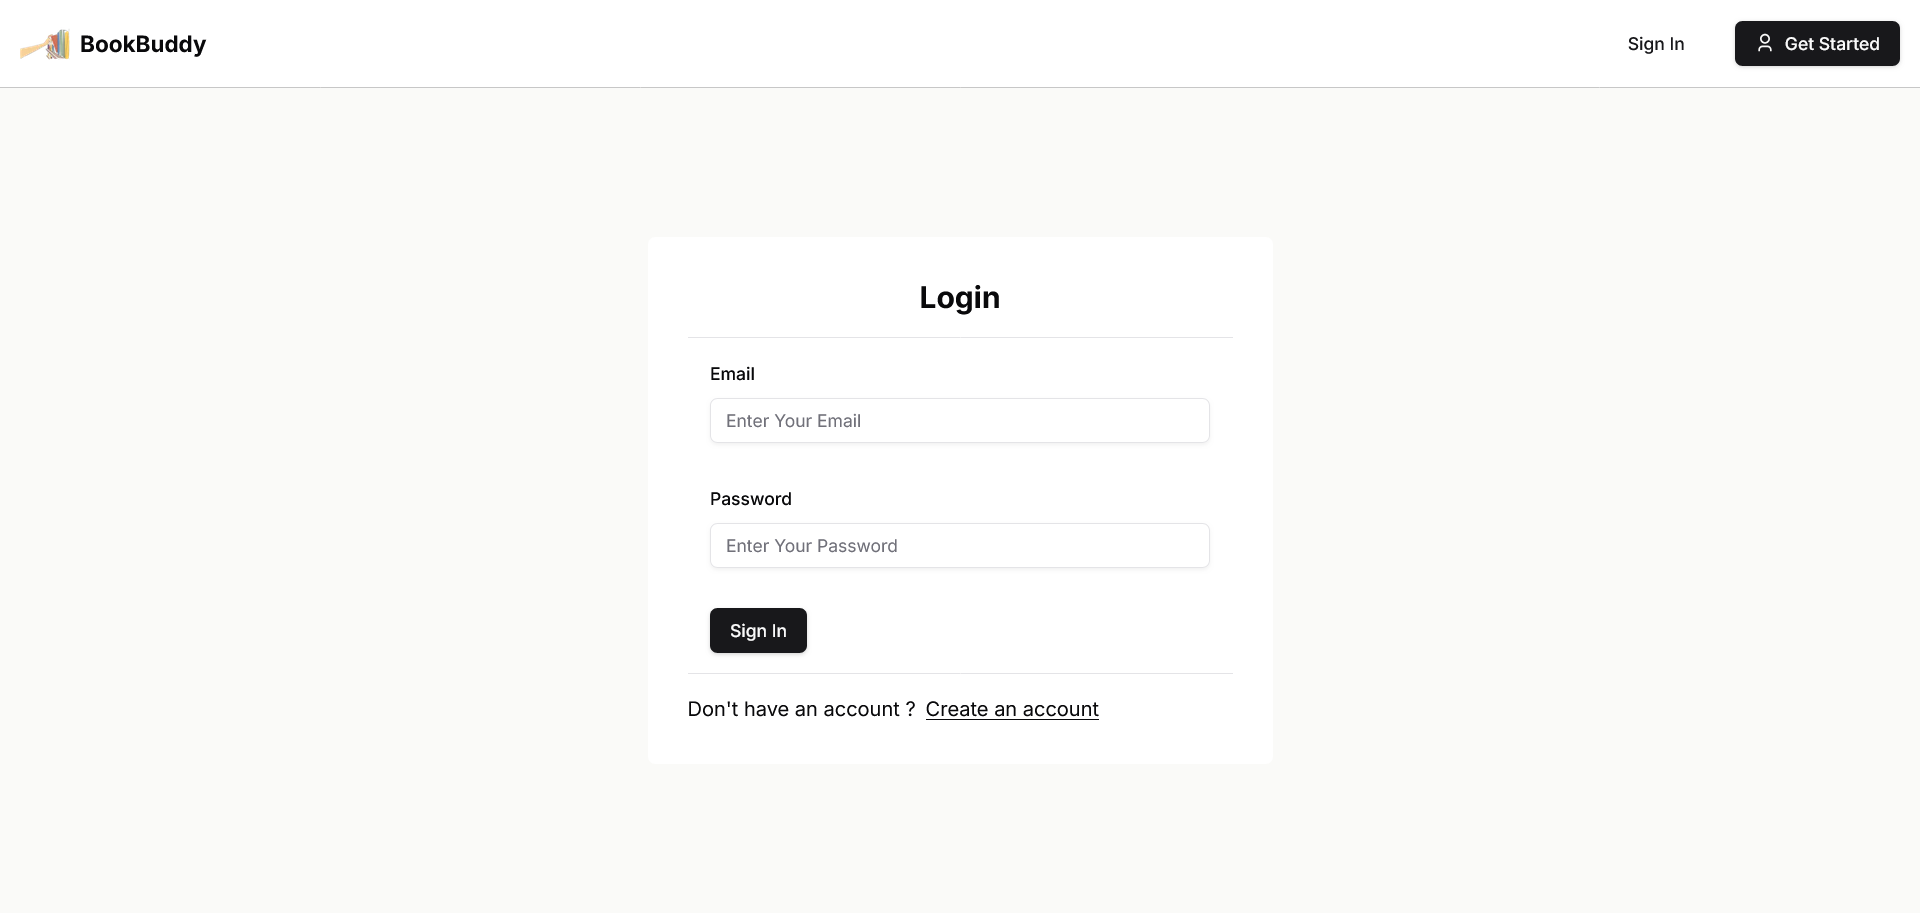 BookBuddy
Sign In
Get Started
Login
Email
Enter Your Email
Password
Enter Your Password
Sign In
Don't have an account ? Create an account